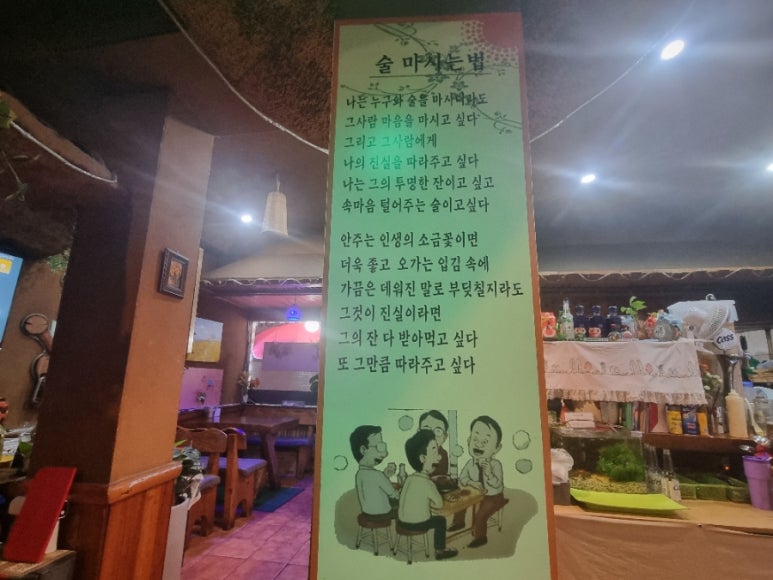 술 마시는 법
나든 누구와 술을 마시더라도
그사람 마음을 마시고 싶다
그리고 그사람에게
나의 진실을 따라주고 싶다
나는 그의 투명한 잔이고 싶고
속마음 털어주는 술이고싶다
안주는 인생의 소금꽃이면
더욱 좋고 오가는 입김 속에
가끔은 데워진 말로 부딪칠지라도
그것이 진실이라면
그의 잔 다 받아먹고 싶다
또 그만큼 따라주고 싶다
Cass